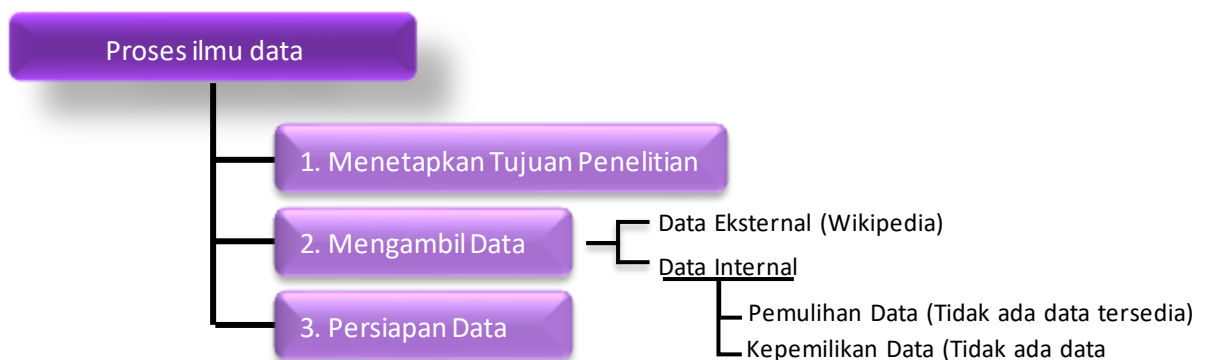 Proses ilmu data
1. Menetapkan Tujuan Penelitian
2. Mengambil Data
Data Eksternal (Wikipedia)
Data Internal
3. Persiapan Data
Pemulihan Data (Tidak ada data tersedia)
Kepemilikan Data (Tidak ada data